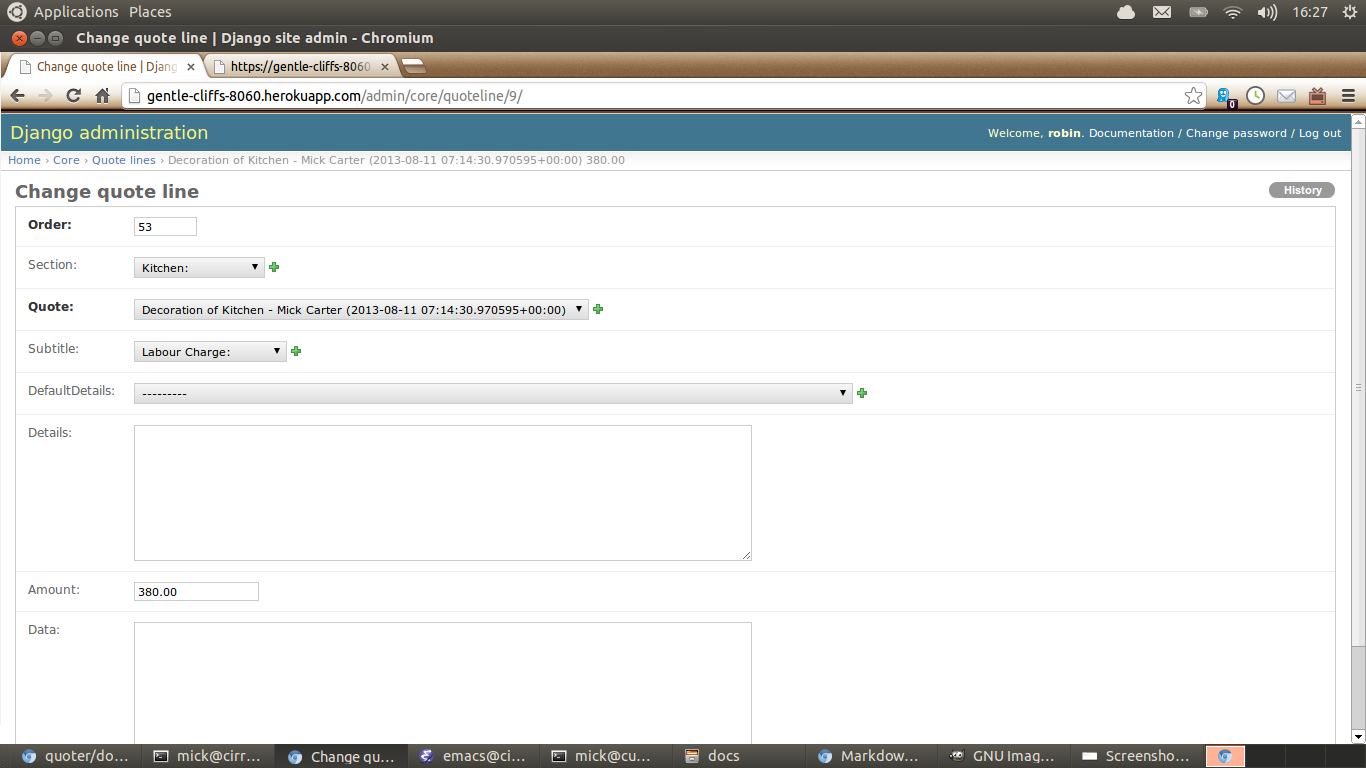 Applications Places 16:27
Change quote line | Django site admin - Chromium
Change quote line | Djang https://gentle-cliffs-8060
gentle-cliffs-8060.herokuapp.com/admin/core/quoteline/9/ 0
Django administration Welcome, robin. Documentation / Change password / Log out
Home › Core › Quote lines › Decoration of Kitchen - Mick Carter (2013-08-11 07:14:30.970595+00:00) 380.00
Change quote line History
Order: 53
Section: Kitchen:
Quote: Decoration of Kitchen - Mick Carter (2013-08-11 07:14:30.970595+00:00)
Subtitle: Labour Charge:
DefaultDetails: ---------
Details:
Amount: 380.00
Data:
quoter/do... mick@cirr... Change qu... emacs@ci... mick@cu... docs Markdow... GNU Imag... Screensho...